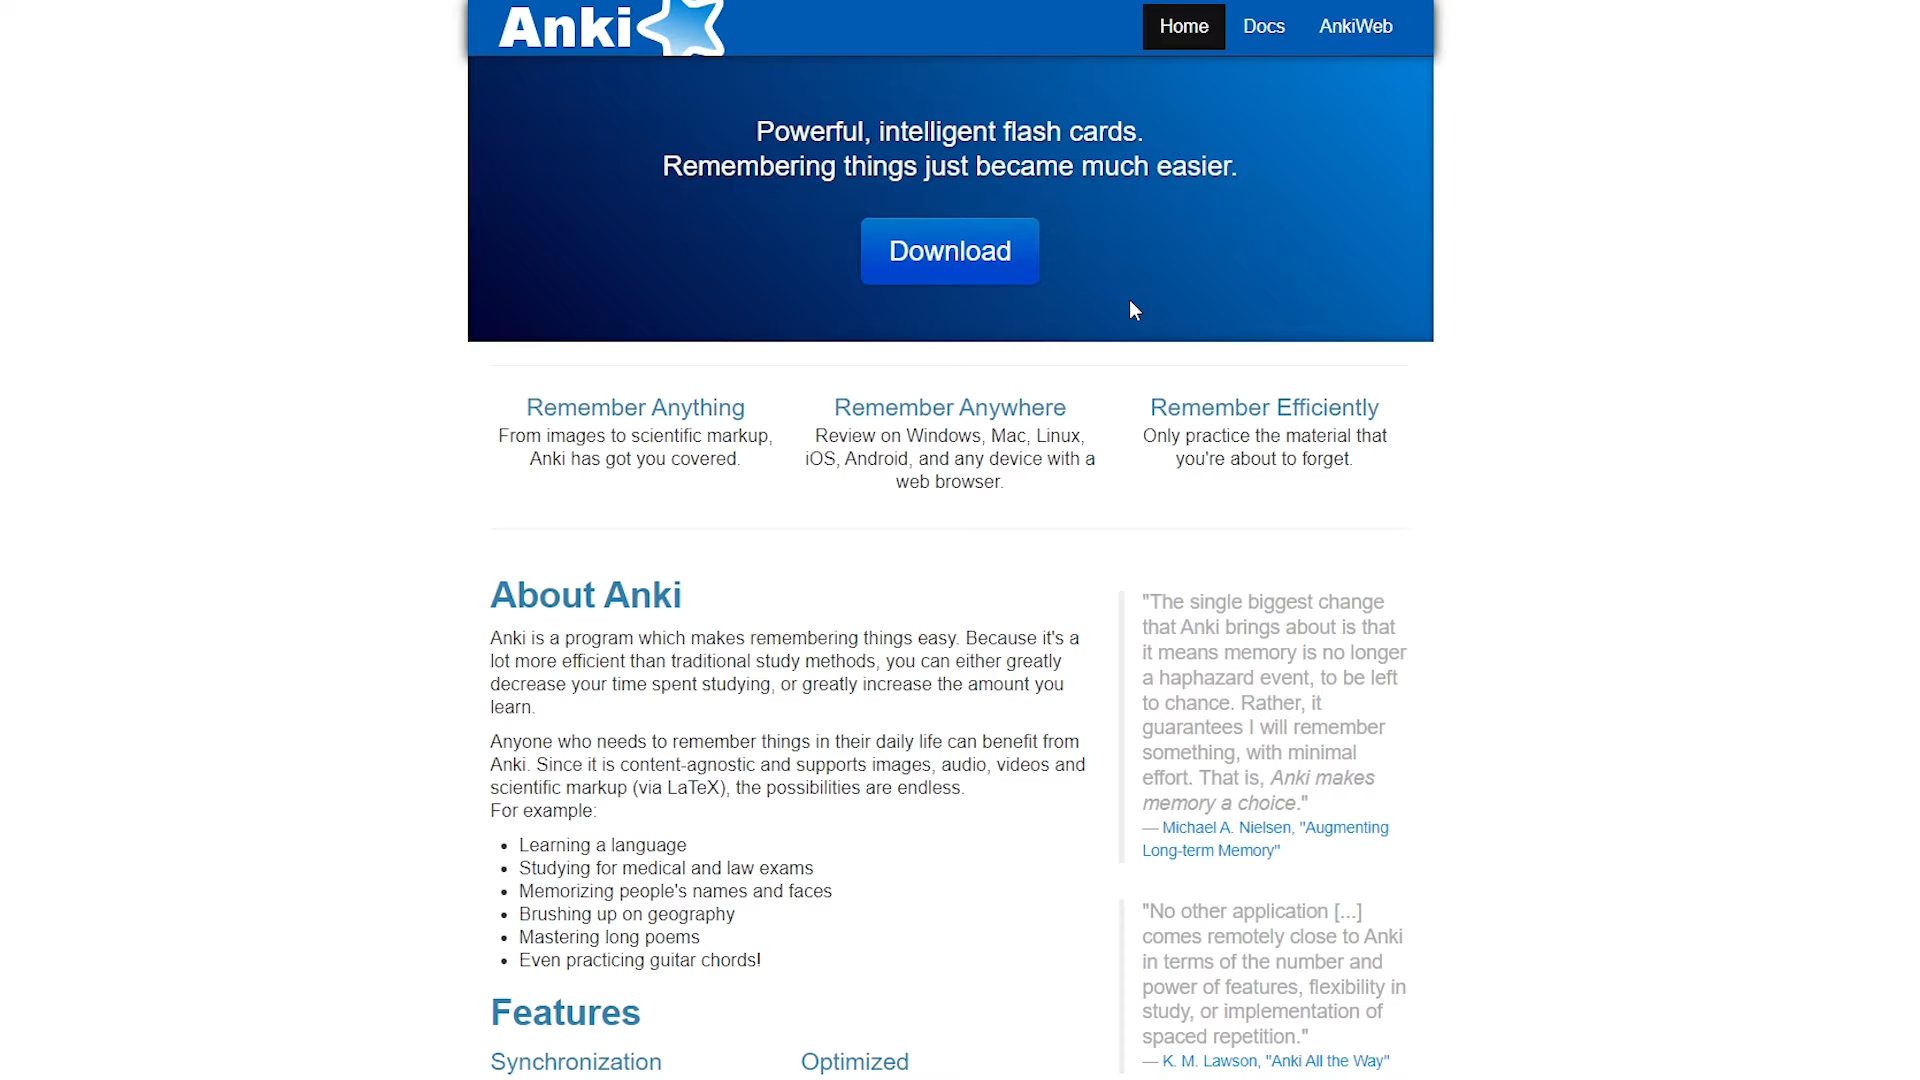 Anki
Home Docs AnkiWeb
Powerful, intelligent flash cards.
Remembering things just became much easier.
Download
Remember Anything
From images to scientific markup,
Anki has got you covered.
Remember Anywhere
Review on Windows, Mac, Linux,
iOS, Android, and any device with a
web browser.
Remember Efficiently
Only practice the material that
you're about to forget.
About Anki
Anki is a program which makes remembering things easy. Because it's a
lot more efficient than traditional study methods, you can either greatly
decrease your time spent studying, or greatly increase the amount you
learn.
Anyone who needs to remember things in their daily life can benefit from
Anki. Since it is content-agnostic and supports images, audio, videos and
scientific markup (via LaTeX), the possibilities are endless.
For example:
• Learning a language
• Studying for medical and law exams
• Memorizing people's names and faces
• Brushing up on geography
• Mastering long poems
• Even practicing guitar chords!
Features
Synchronization
Optimized
"The single biggest change
that Anki brings about is that
it means memory is no longer
a haphazard event, to be left
to chance. Rather, it
guarantees I will remember
something, with minimal
effort. That is, Anki makes
memory a choice."
— Michael A. Nielsen, "Augmenting
Long-term Memory"
"No other application [...]
comes remotely close to Anki
in terms of the number and
power of features, flexibility in
study, or implementation of
spaced repetition."
— K. M. Lawson, "Anki All the Way"